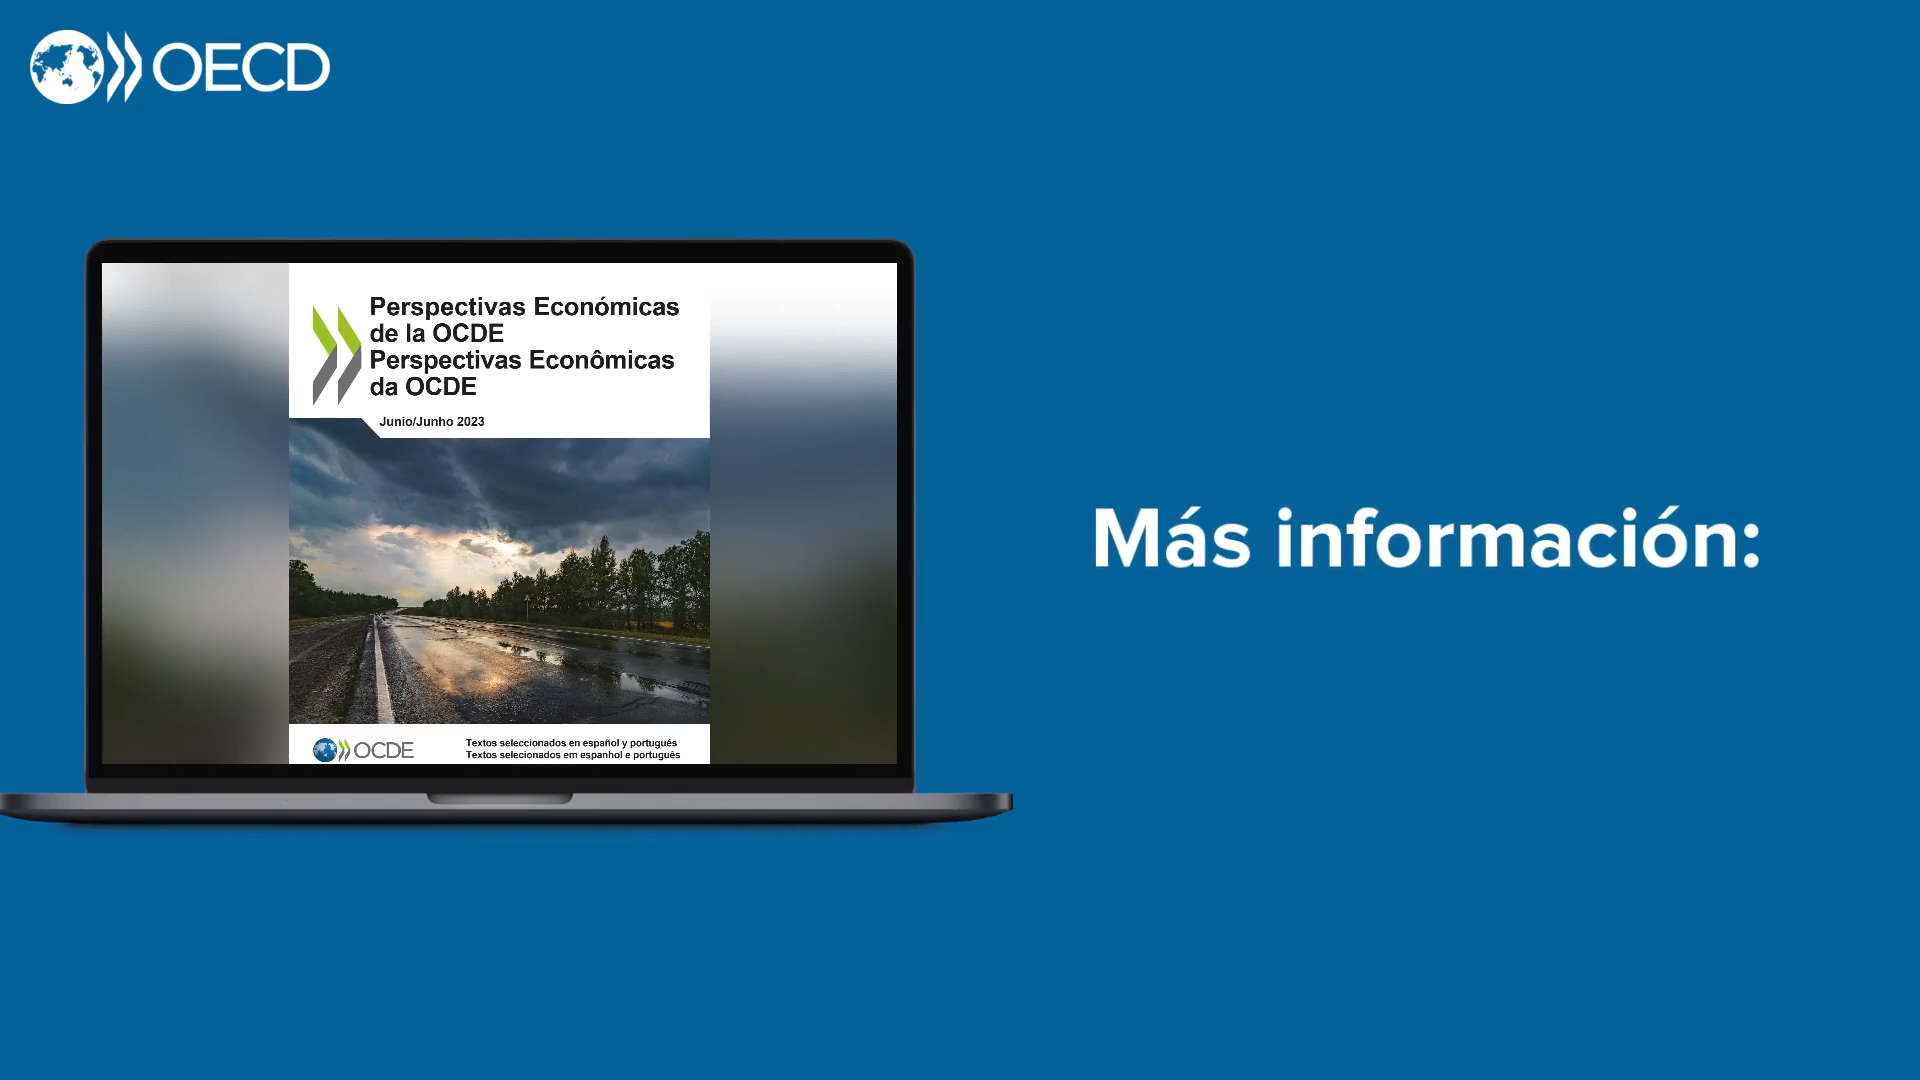 OECD
Perspectivas Económicas
de la OCDE
Perspectivas Econômicas
da OCDE
Junio/Junho 2023
OCDE
Textos seleccionados en español y portugués
Textos selecionados em espanhol e português
Más información: